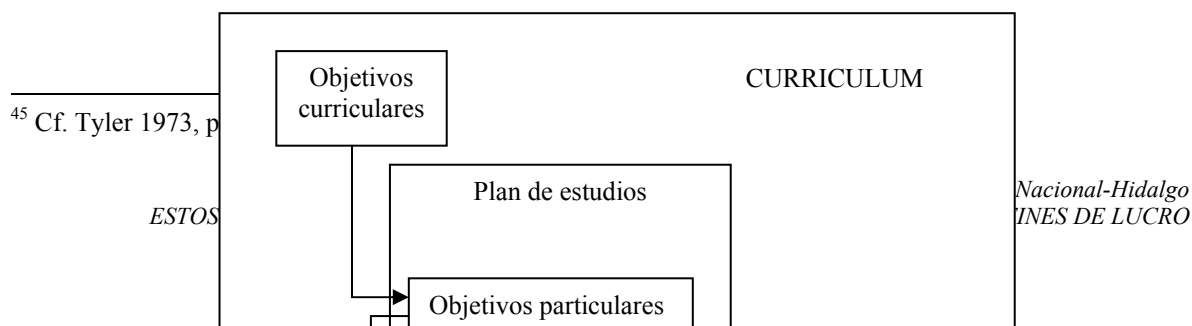 Objetivos
curriculares
CURRICULUM
45 Cf. Tyler 1973, p
Plan de estudios
Nacional-Hidalgo
ESTOS
INES DE LUCRO
Objetivos particulares